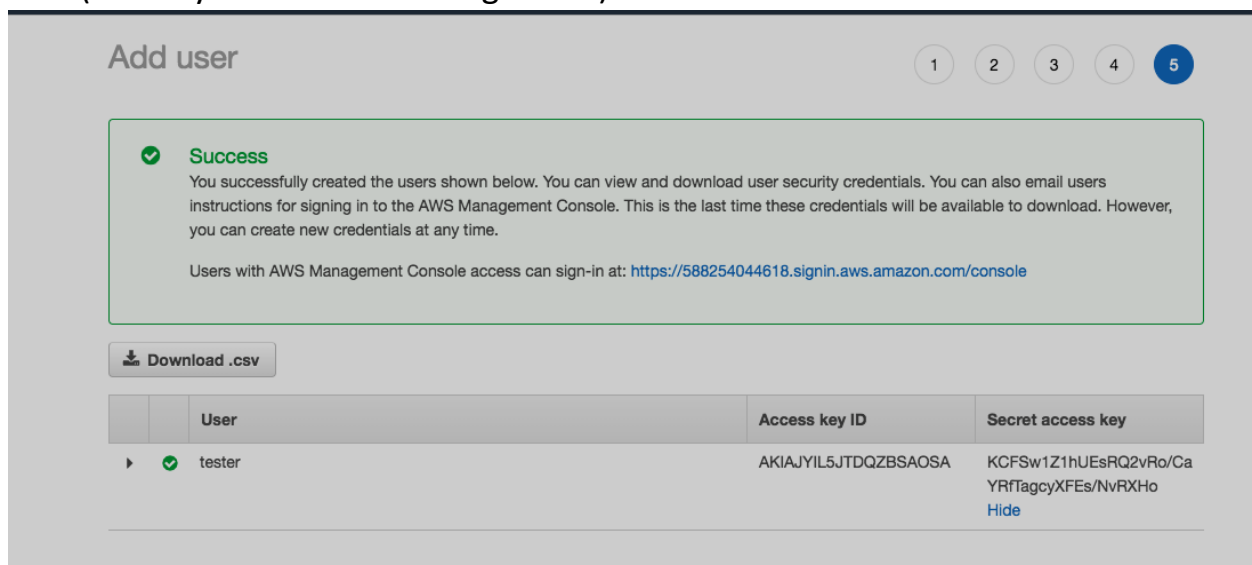 Add user
1 2 3 4 5
Success
You successfully created the users shown below. You can view and download user security credentials. You can also email users
instructions for signing in to the AWS Management Console. This is the last time these credentials will be available to download. However,
you can create new credentials at any time.
Users with AWS Management Console access can sign-in at: https://588254044618.signin.aws.amazon.com/console
Download .csv
User Access key ID Secret access key
tester AKIAJYIL5JTDQZBSAOSA KCFSw1Z1hUEsRQ2vRo/Ca
YRfTagcyXFEs/NvRXHo
Hide